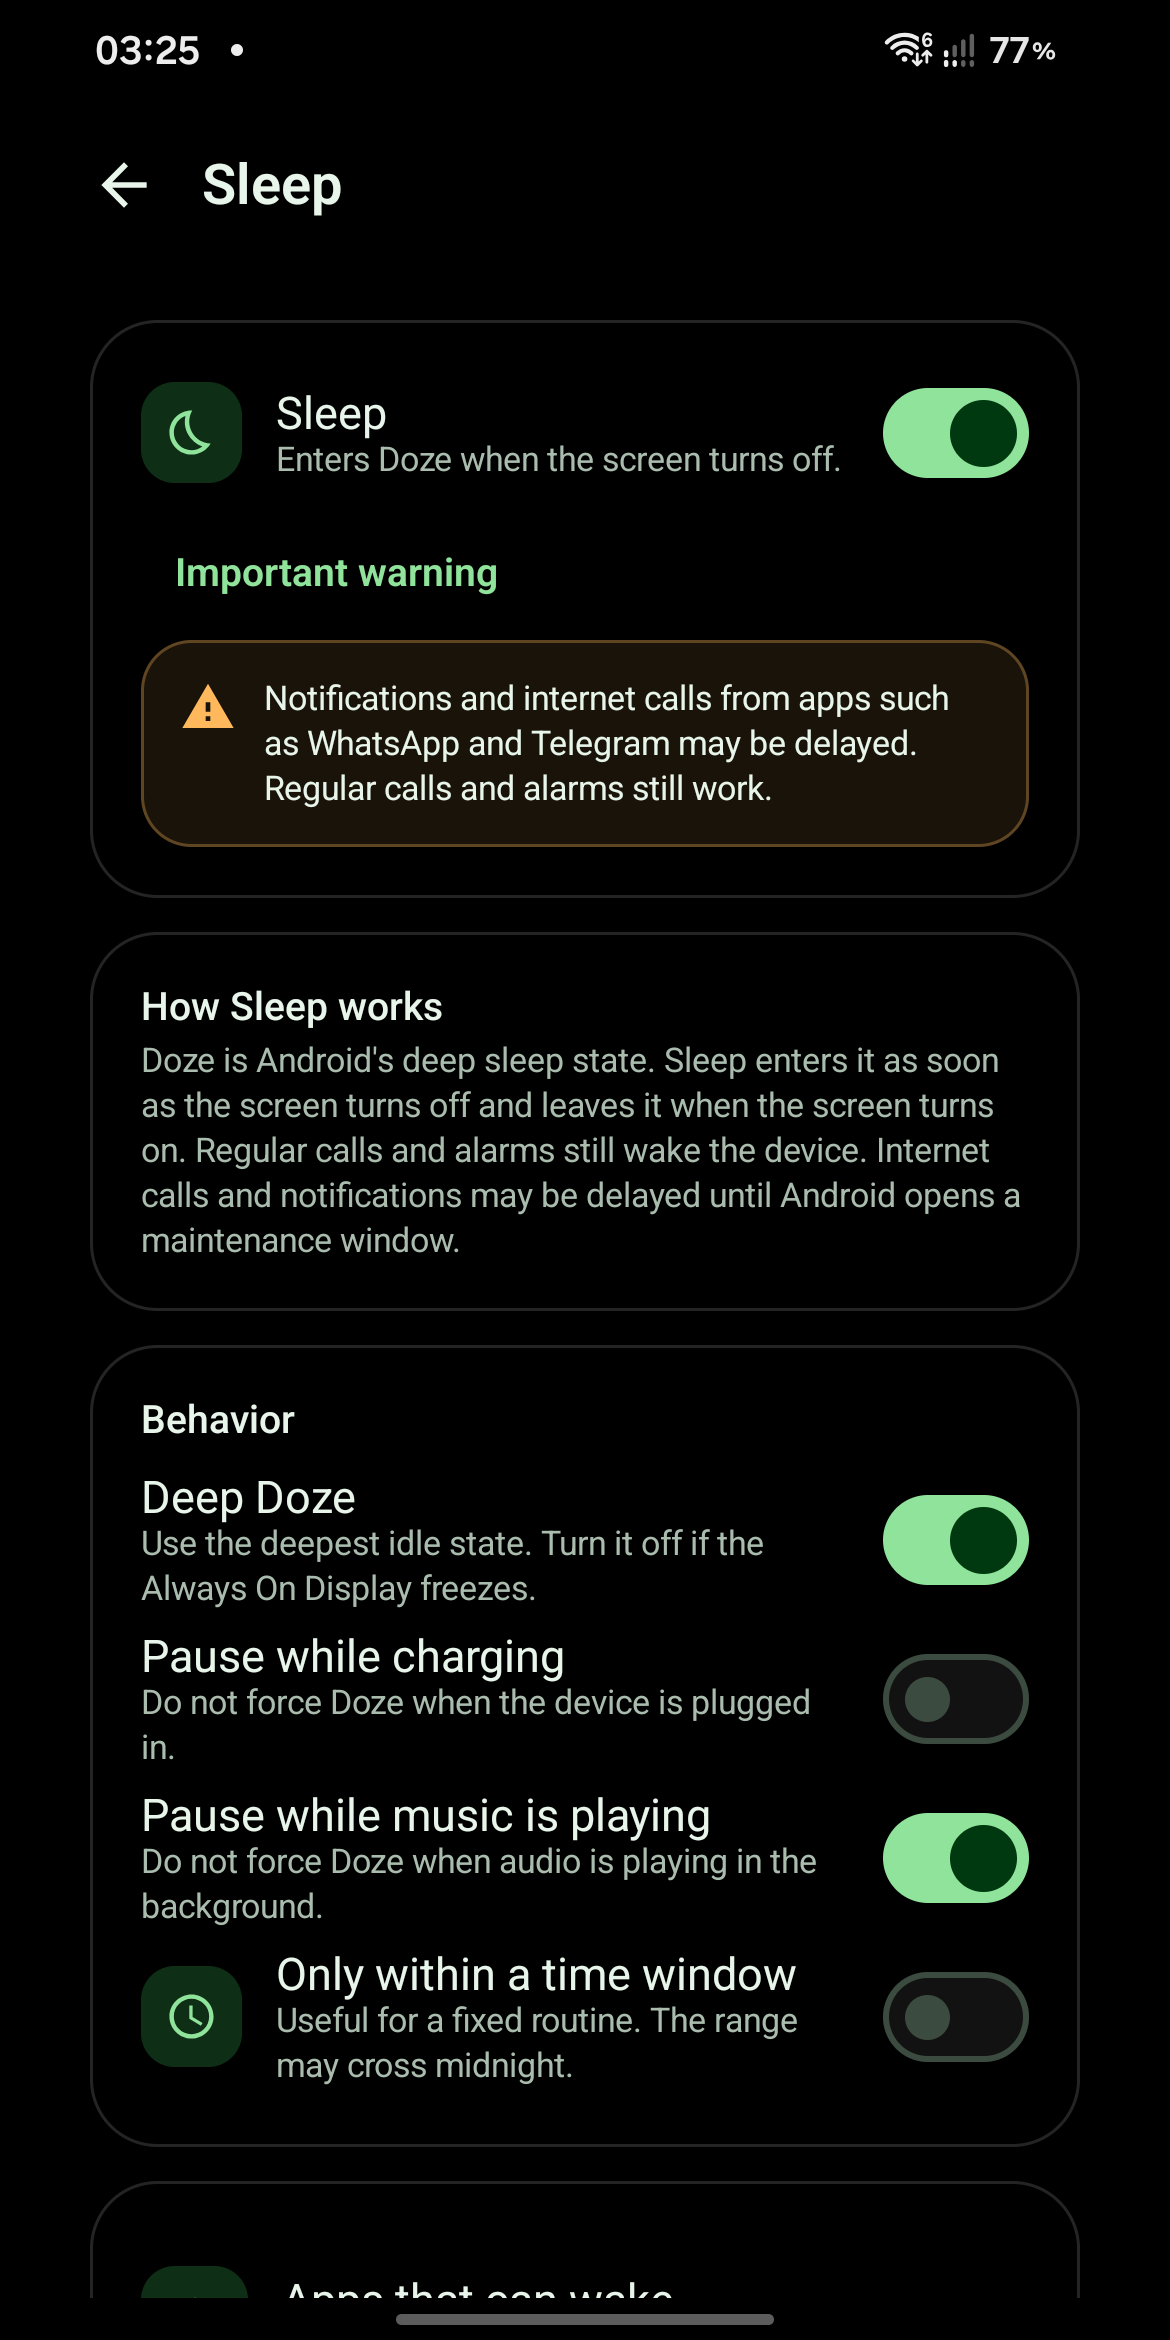 03:25
6
77%
Sleep
Sleep
Enters Doze when the screen turns off.
Important warning
Notifications and internet calls from apps such
as WhatsApp and Telegram may be delayed.
Regular calls and alarms still work.
How Sleep works
Doze is Android's deep sleep state. Sleep enters it as soon
as the screen turns off and leaves it when the screen turns
on. Regular calls and alarms still wake the device. Internet
calls and notifications may be delayed until Android opens a
maintenance window.
Behavior
Deep Doze
Use the deepest idle state. Turn it off if the
Always On Display freezes.
Pause while charging
Do not force Doze when the device is plugged
in.
Pause while music is playing
Do not force Doze when audio is playing in the
background.
Only within a time window
Useful for a fixed routine. The range
may cross midnight.
Apps that can wake